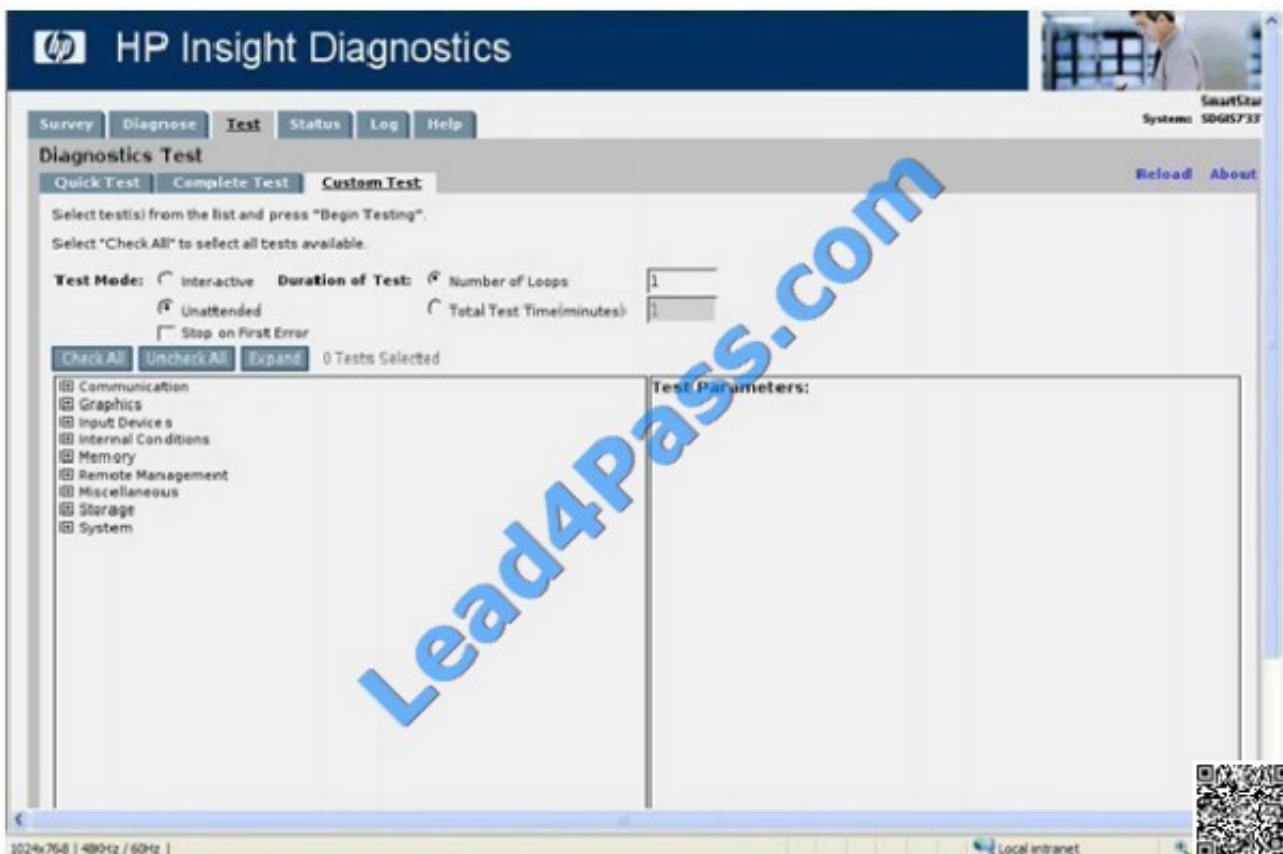 hp HP Insight Diagnostics
SmartStar
System: SDGIS733
Survey Diagnose Test Status Log Help
Diagnostics Test
Reload About
Quick Test Complete Test Custom Test
Select test(s) from the list and press "Begin Testing".
Select "Check All" to select all tests available.
Test Mode: Interactive Duration of Test: Number of Loops 1
Unattended Total Test Time(minutes) 1
Stop on First Error
Check All Uncheck All Expand 0 Tests Selected
Communication
Graphics
Input Devices
Internal Conditions
Memory
Remote Management
Miscellaneous
Storage
System
Test Parameters:
Lead4Pass.com
1024x768 | 48KHz / 60Hz |
Local intranet